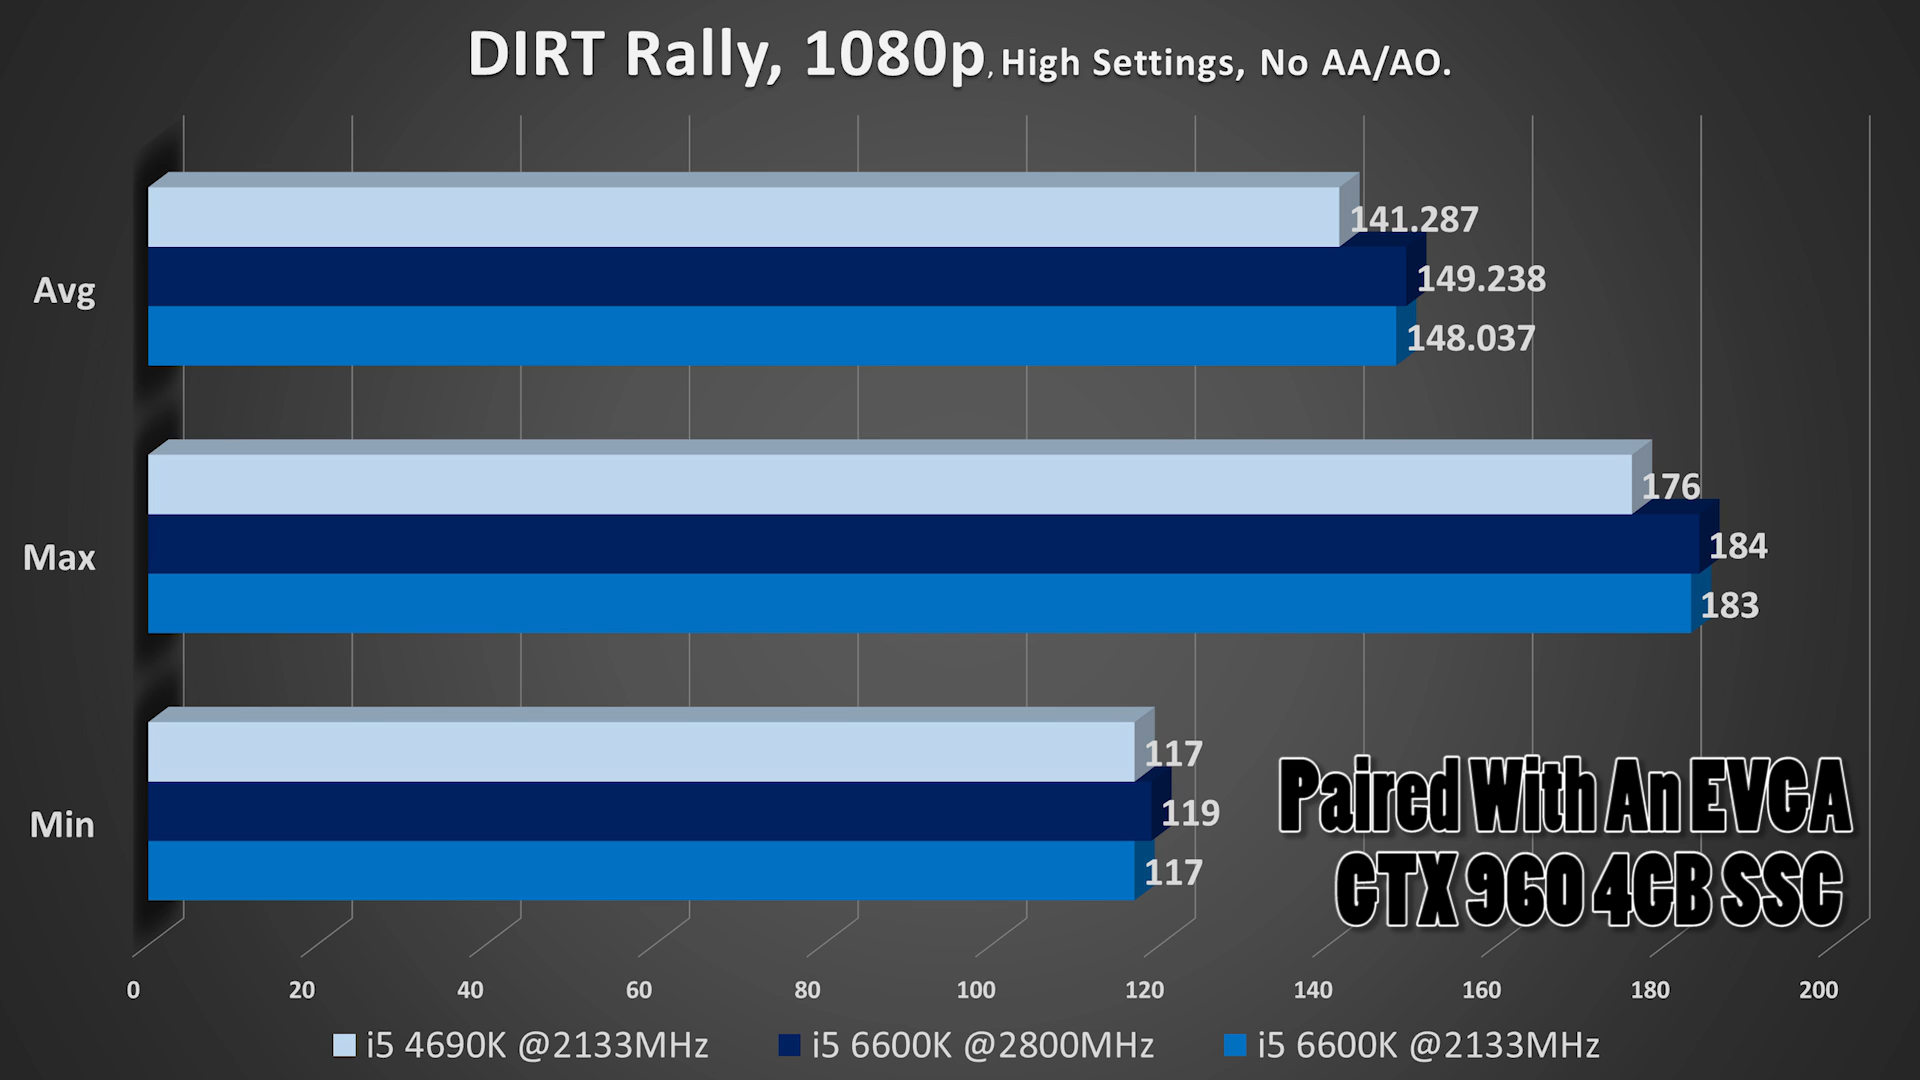 DIRT Rally, 1080p, High Settings, No AA/AO.
Avg
141.287
149.238
148.037
Max
176
184
183
Min
117
119
117
Paired With An EVGA
GTX 960 4GB SSC
0 20 40 60 80 100 120 140 160 180 200
i5 4690K @2133MHz i5 6600K @2800MHz i5 6600K @2133MHz